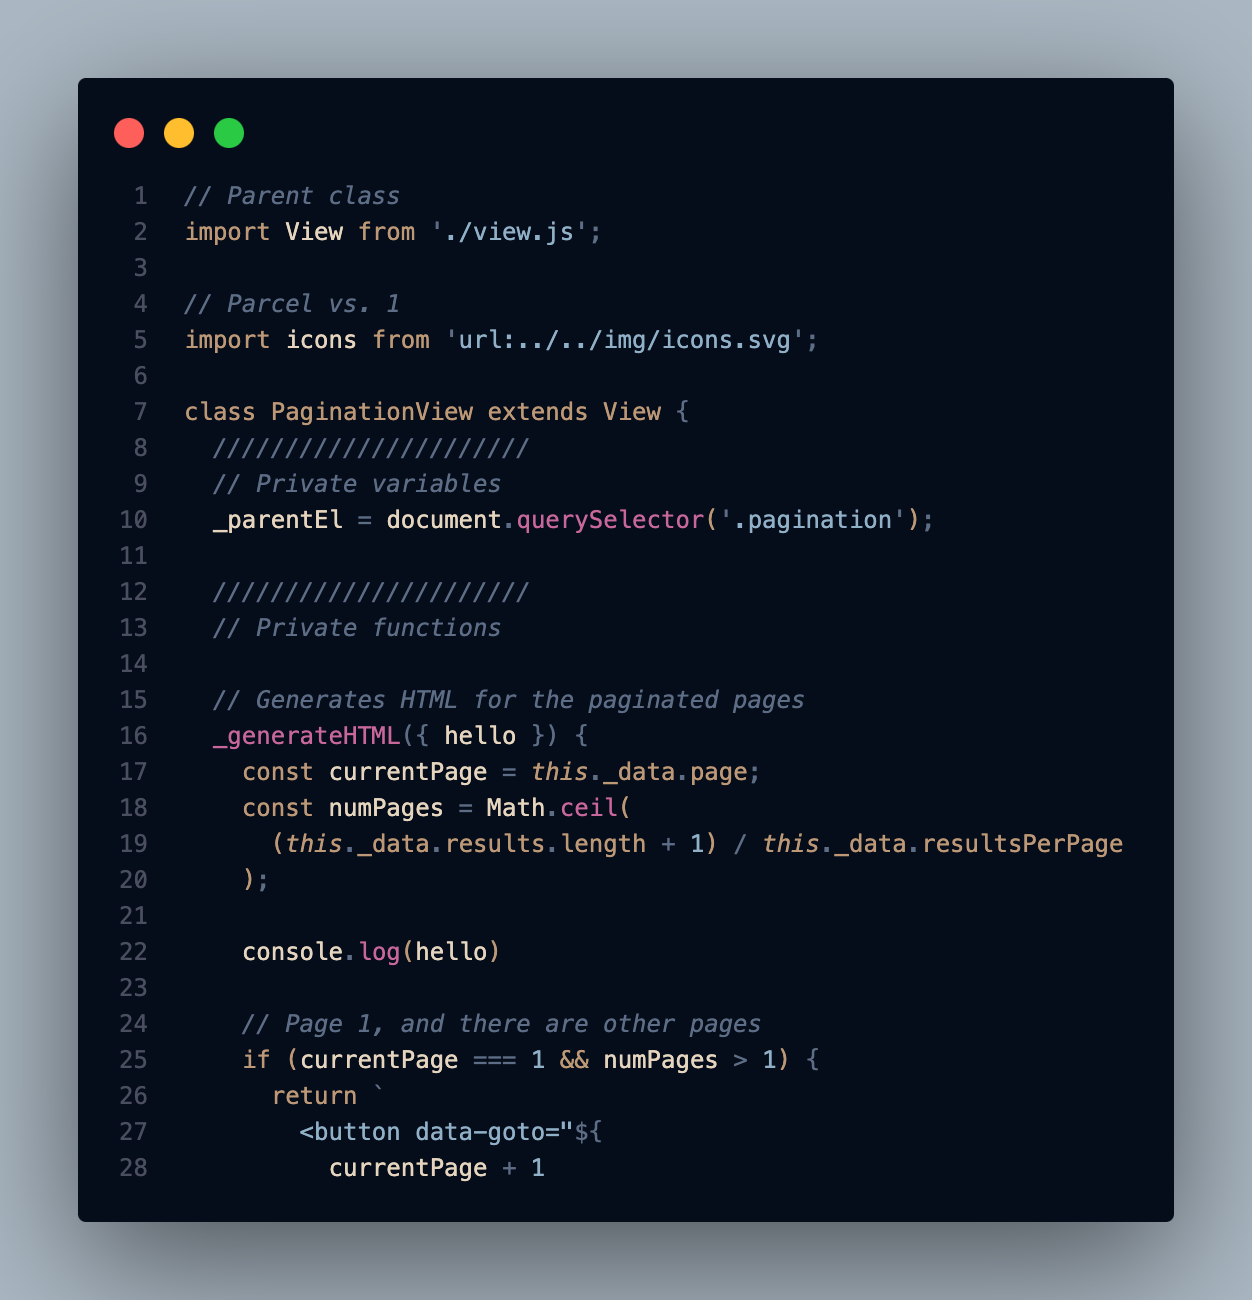 1 // Parent class
2 import View from './view.js';
3
4 // Parcel vs. 1
5 import icons from 'url:../../img/icons.svg';
6
7 class PaginationView extends View {
8   //////////////////////
9   // Private variables
10   _parentEl = document.querySelector('.pagination');
11
12   //////////////////////
13   // Private functions
14
15   // Generates HTML for the paginated pages
16   _generateHTML({ hello }) {
17     const currentPage = this._data.page;
18     const numPages = Math.ceil(
19       (this._data.results.length + 1) / this._data.resultsPerPage
20     );
21
22     console.log(hello)
23
24     // Page 1, and there are other pages
25     if (currentPage === 1 && numPages > 1) {
26       return `
27         <button data-goto="${
28           currentPage + 1